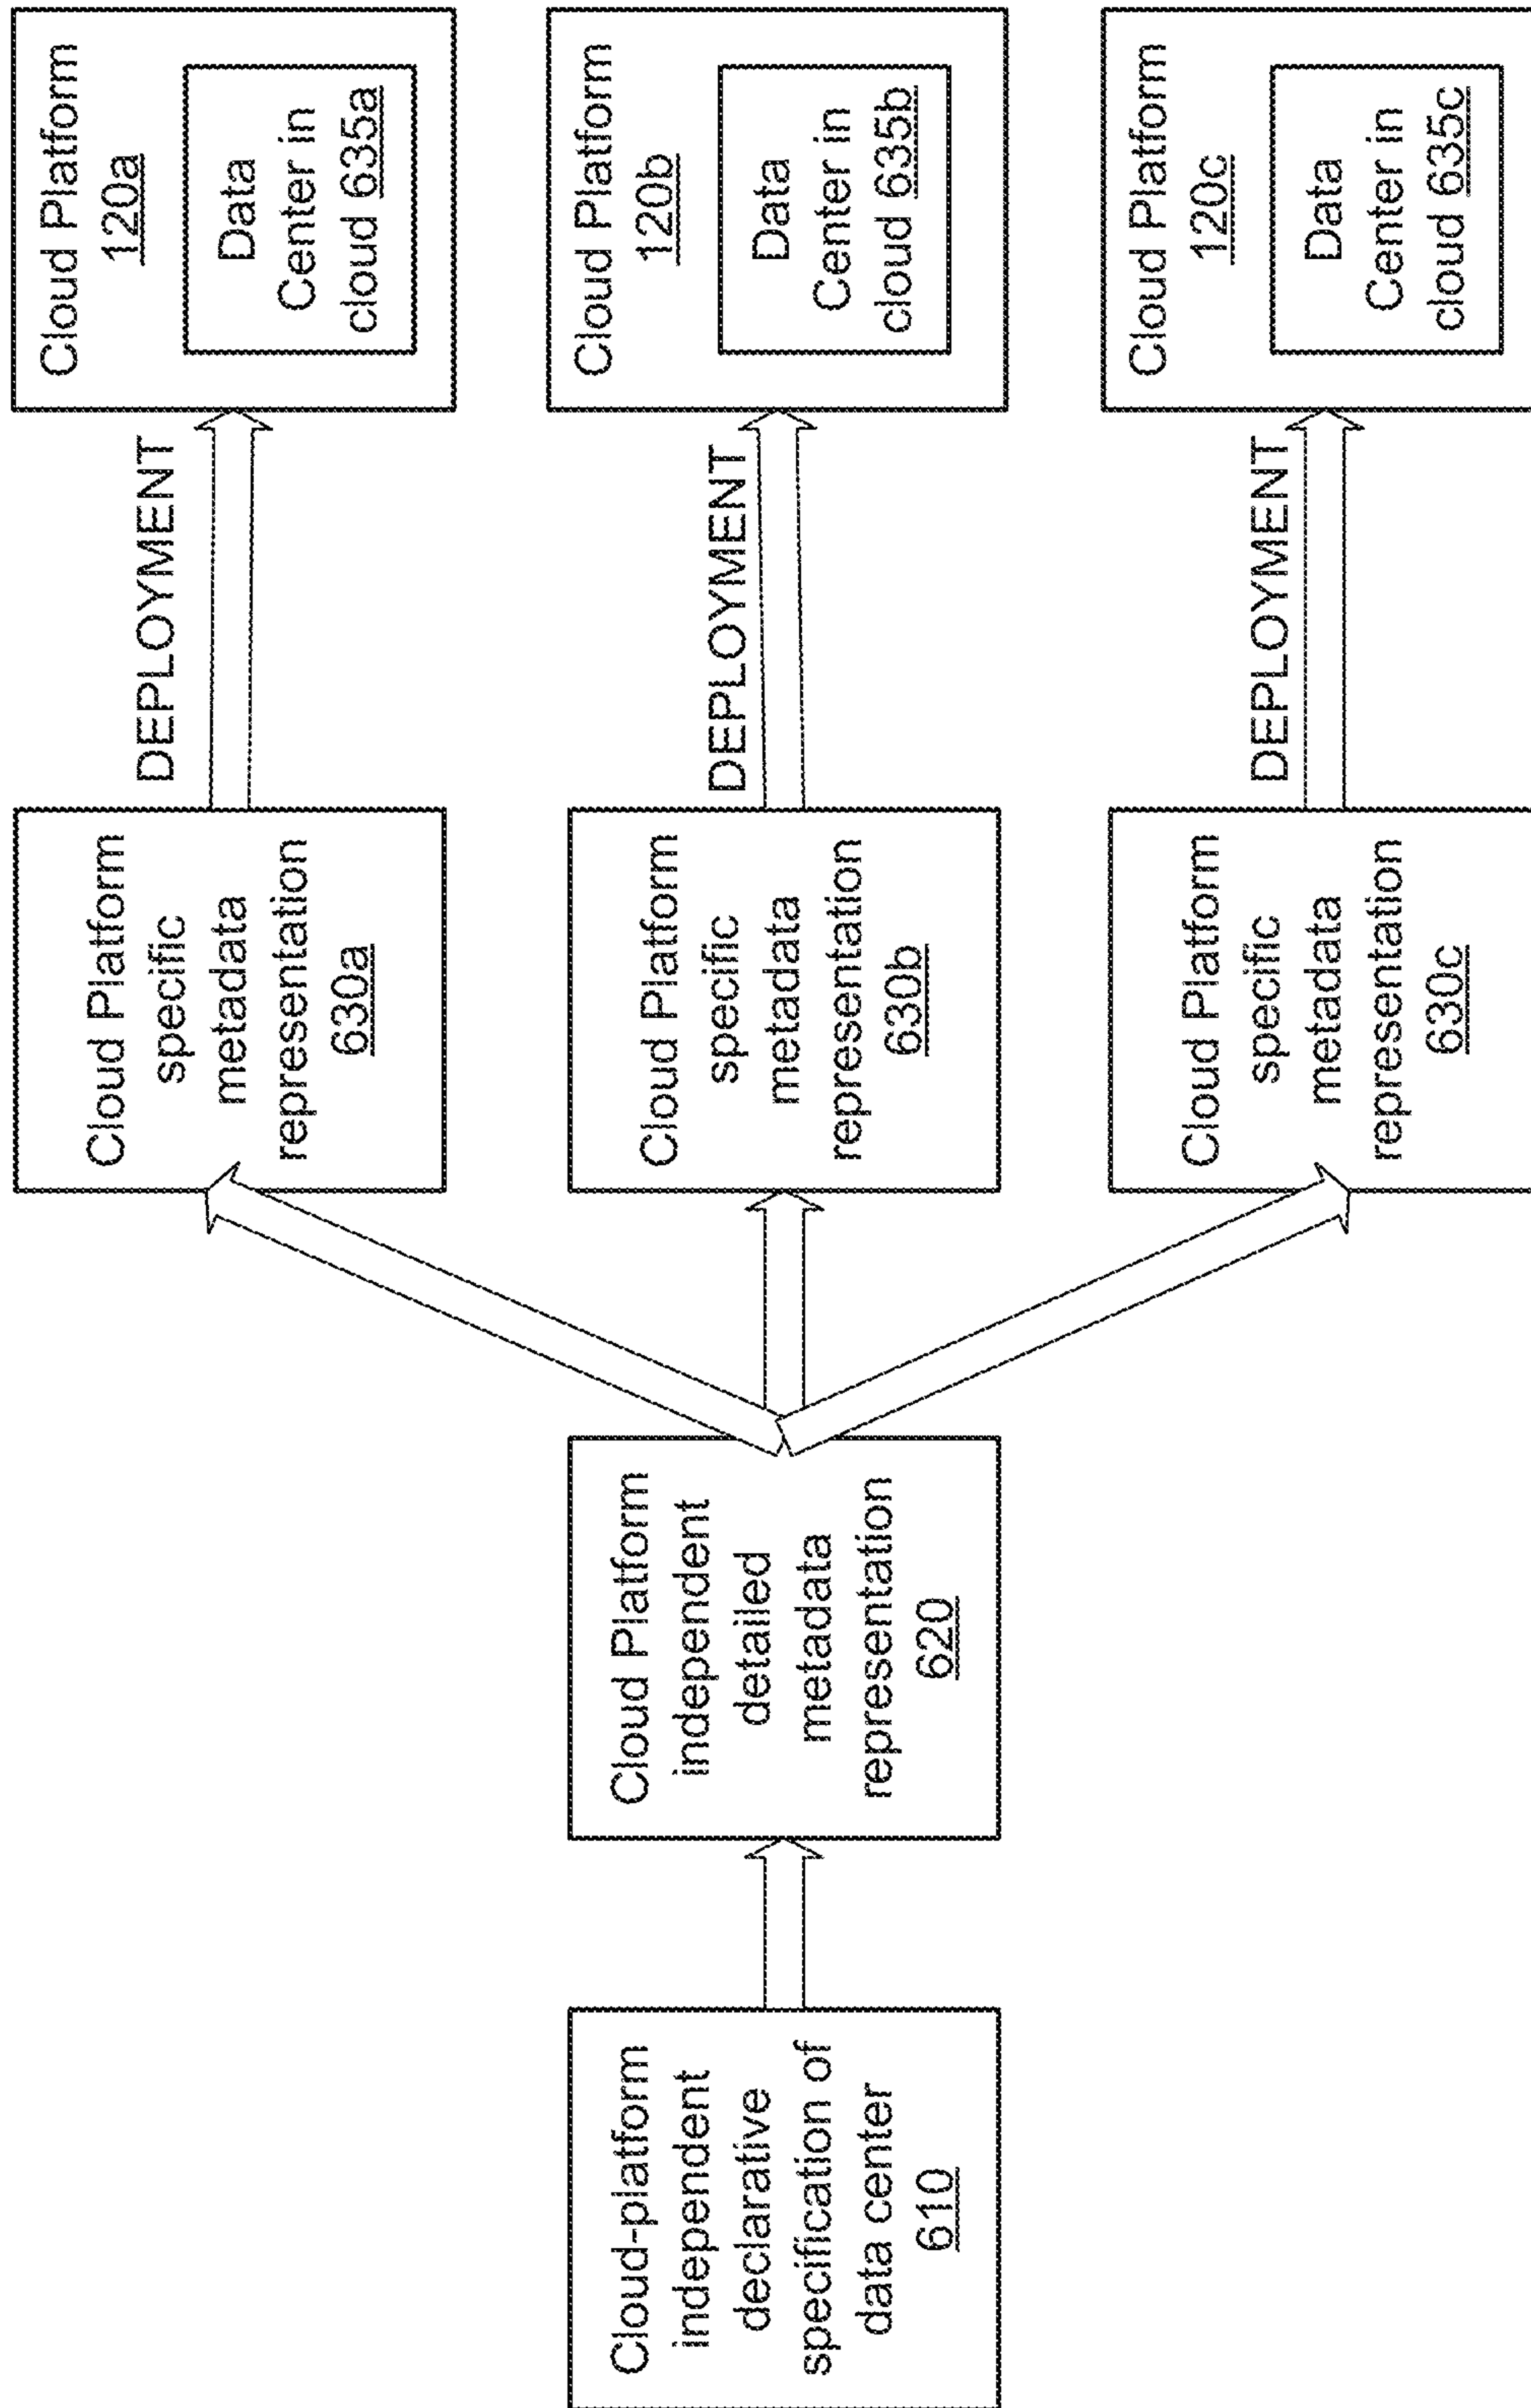 Cloud-platform
independent
declarative
specification of
data center
610
Cloud Platform
independent
detailed
metadata
representation
620
Cloud Platform
specific
metadata
representation
630a
DEPLOYMENT
Cloud Platform
120a
Data
Center in
cloud 635a
Cloud Platform
specific
metadata
representation
630b
DEPLOYMENT
Cloud Platform
120b
Data
Center in
cloud 635b
Cloud Platform
specific
metadata
representation
630c
DEPLOYMENT
Cloud Platform
120c
Data
Center in
cloud 635c